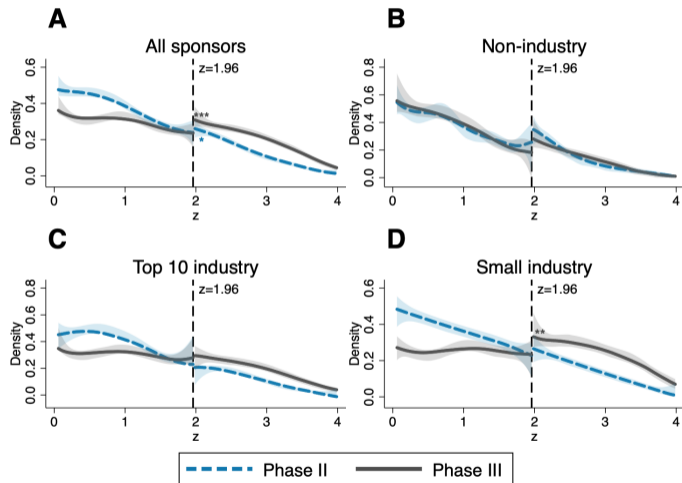 A
All sponsors
z=1.96
Density
0.6
0.4
0.2
0.0
***
*
0 1 2 3 4
z
B
Non-industry
z=1.96
Density
0.8
0.6
0.4
0.2
0.0
0 1 2 3 4
z
C
Top 10 industry
z=1.96
Density
0.8
0.6
0.4
0.2
0.0
0 1 2 3 4
z
D
Small industry
z=1.96
Density
0.6
0.4
0.2
0.0
**
0 1 2 3 4
z
Phase II Phase III